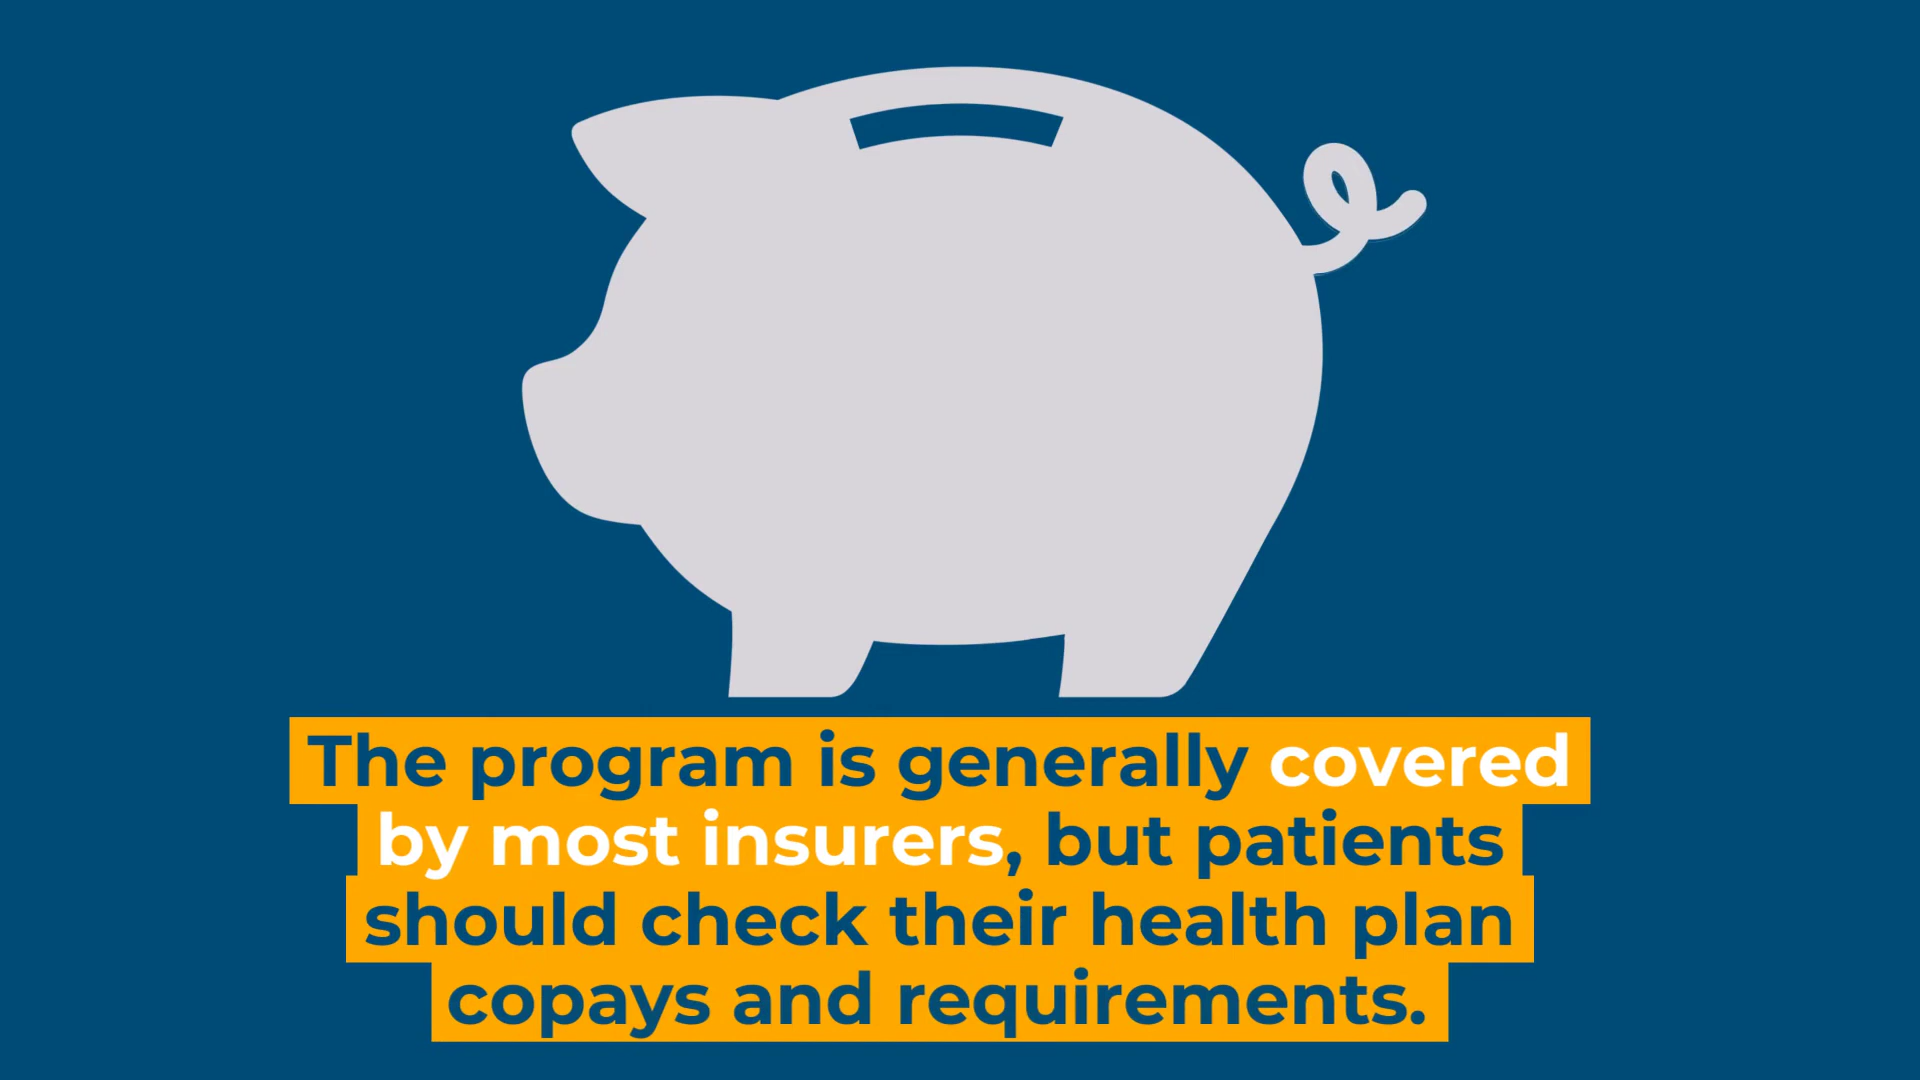 The program is generally covered
by most insurers, but patients
should check their health plan
copays and requirements.